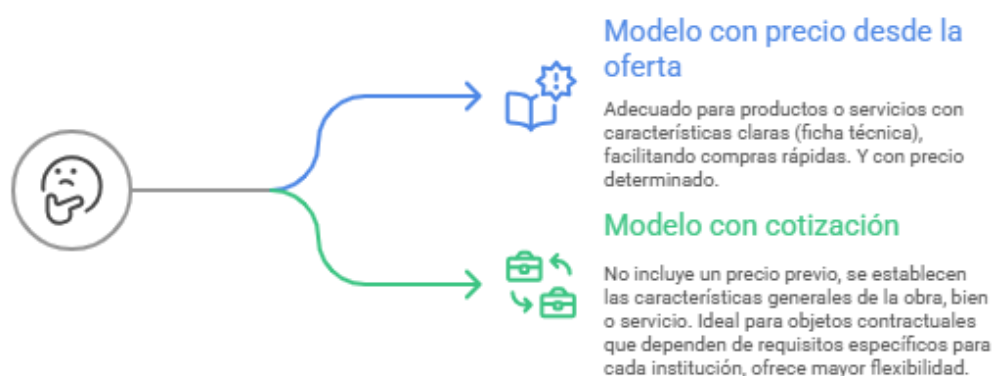 Modelo con precio desde la
oferta
Adecuado para productos o servicios con
características claras (ficha técnica),
facilitando compras rápidas. Y con precio
determinado.
Modelo con cotización
No incluye un precio previo, se establecen
las características generales de la obra, bien
o servicio. Ideal para objetos contractuales
que dependen de requisitos específicos para
cada institución, ofrece mayor flexibilidad.